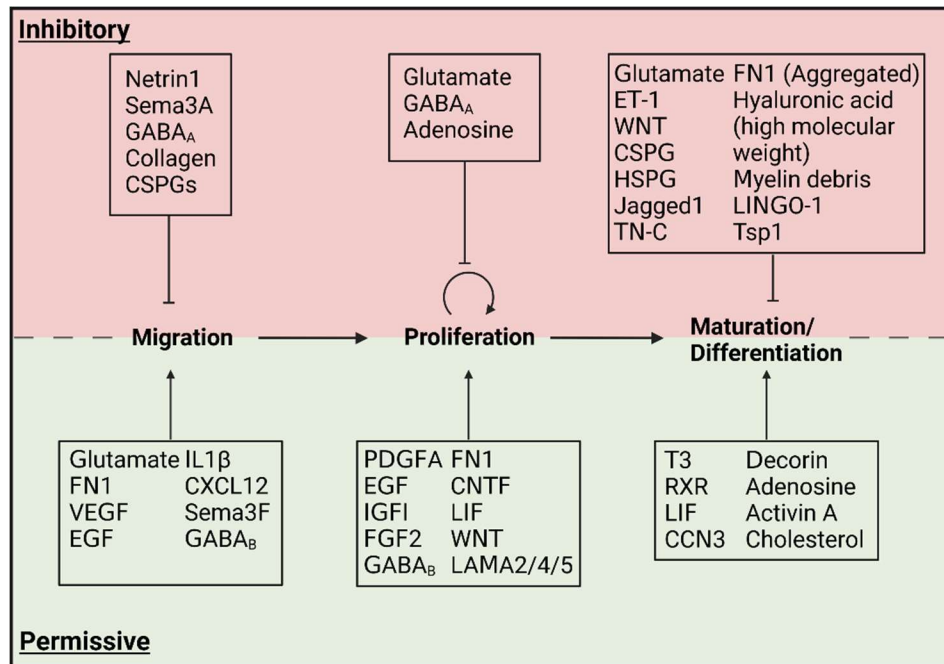 Inhibitory
Netrin1
Sema3A
GABAA
Collagen
CSPGs
Glutamate
GABAA
Adenosine
Glutamate FN1 (Aggregated)
ET-1 Hyaluronic acid
WNT (high molecular
CSPG weight)
HSPG Myelin debris
Jagged1 LINGO-1
TN-C Tsp1
Migration
Proliferation
Maturation/
Differentiation
Glutamate IL1β
FN1 CXCL12
VEGF Sema3F
EGF GABAB
PDGFA FN1
EGF CNTF
IGFI LIF
FGF2 WNT
GABAB LAMA2/4/5
T3 Decorin
RXR Adenosine
LIF Activin A
CCN3 Cholesterol
Permissive